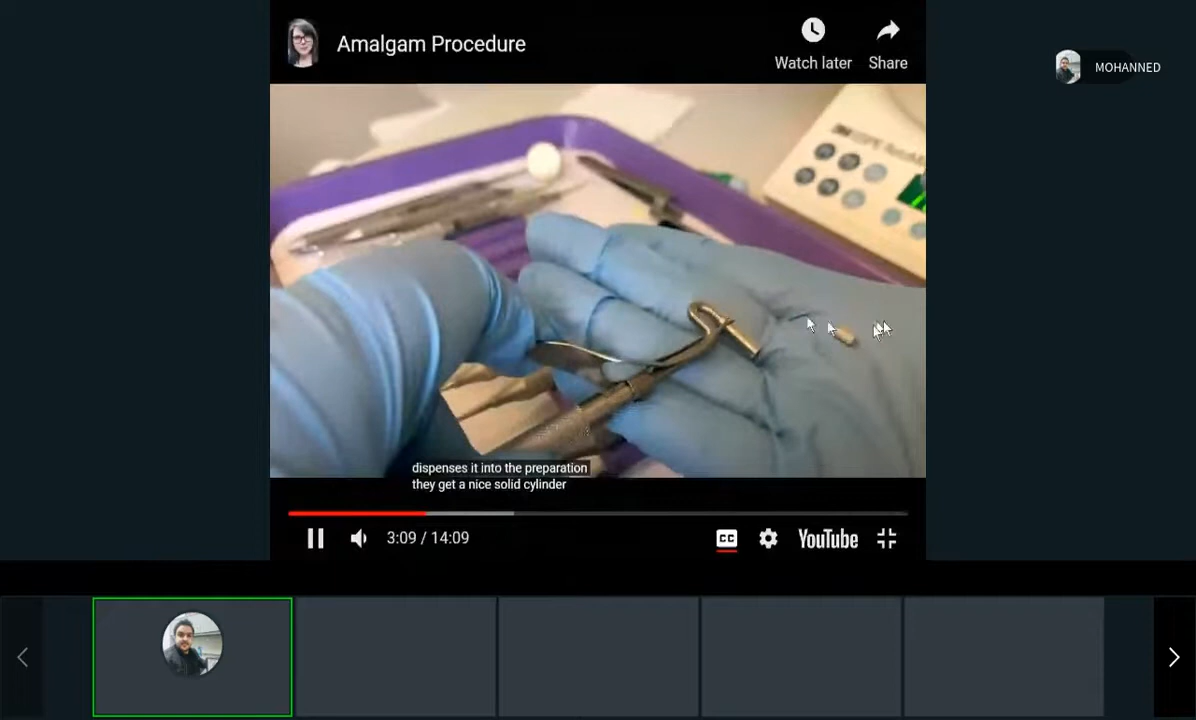 Amalgam Procedure
Watch later
Share
MOHANNED
dispenses it into the preparation
they get a nice solid cylinder
3:09 / 14:09
CC
YouTube